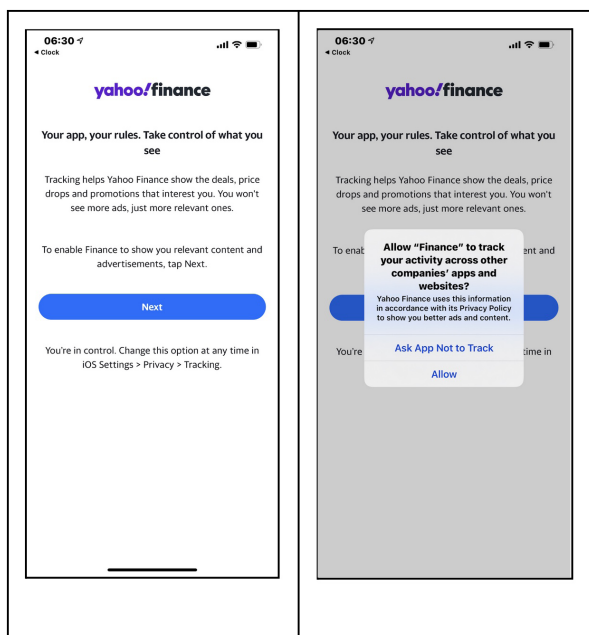 06:30
◀ Clock
yahoo!finance
Your app, your rules. Take control of what you
see
Tracking helps Yahoo Finance show the deals, price
drops and promotions that interest you. You won't
see more ads, just more relevant ones.
To enable Finance to show you relevant content and
advertisements, tap Next.
Next
You're in control. Change this option at any time in
iOS Settings > Privacy > Tracking.
06:30
◀ Clock
yahoo!finance
Your app, your rules. Take control of what you
see
Tracking helps Yahoo Finance show the deals, price
drops and promotions that interest you. You won't
see more ads, just more relevant ones.
To enab
ent and
Allow “Finance” to track
your activity across other
companies’ apps and
websites?
Yahoo Finance uses this information
in accordance with its Privacy Policy
to show you better ads and content.
Ask App Not to Track
Allow
You're
time in